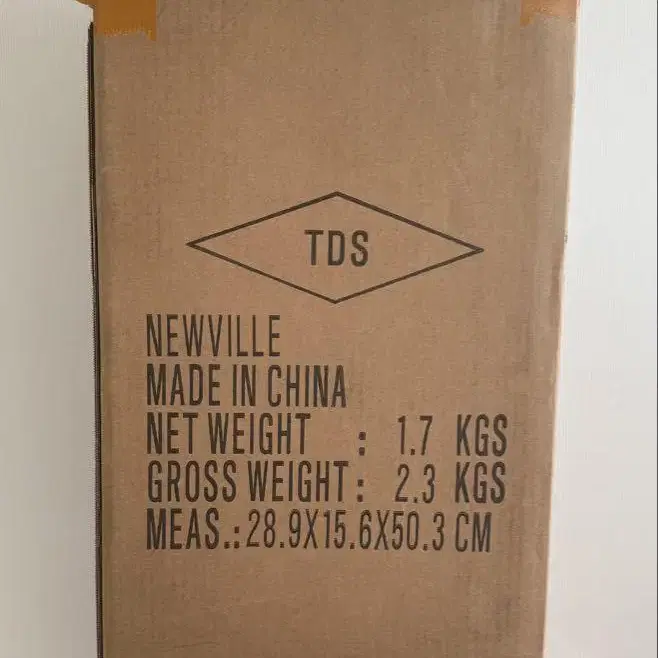 TDS
NEWVILLE
MADE IN CHINA
NET WEIGHT : 1.7 KGS
GROSS WEIGHT : 2.3 KGS
MEAS.:28.9X15.6X50.3 CM